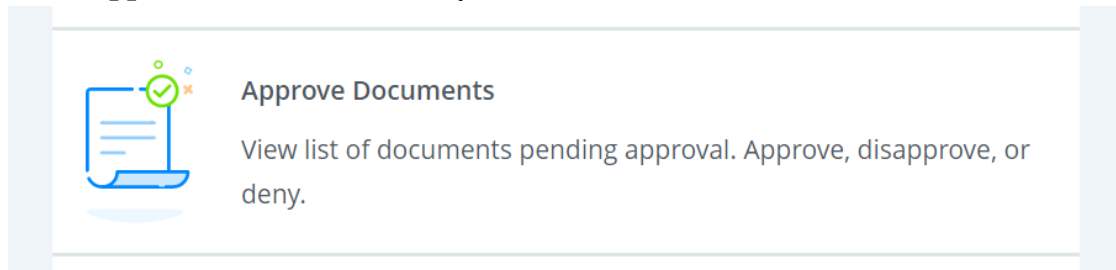 Approve Documents
View list of documents pending approval. Approve, disapprove, or
deny.